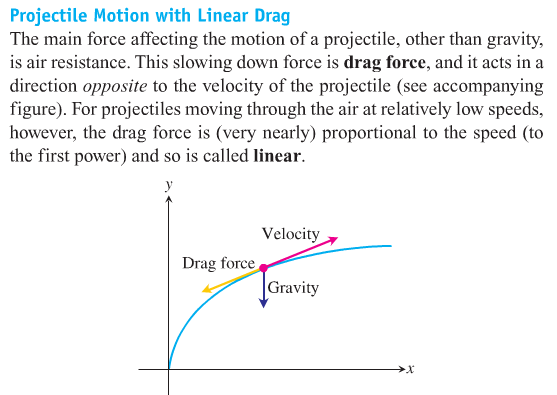 Projectile Motion with Linear Drag
The main force affecting the motion of a projectile, other than gravity,
is air resistance. This slowing down force is drag force, and it acts in a
direction opposite to the velocity of the projectile (see accompanying
figure). For projectiles moving through the air at relatively low speeds,
however, the drag force is (very nearly) proportional to the speed (to
the first power) and so is called linear.
y
Velocity
Drag force
Gravity
x